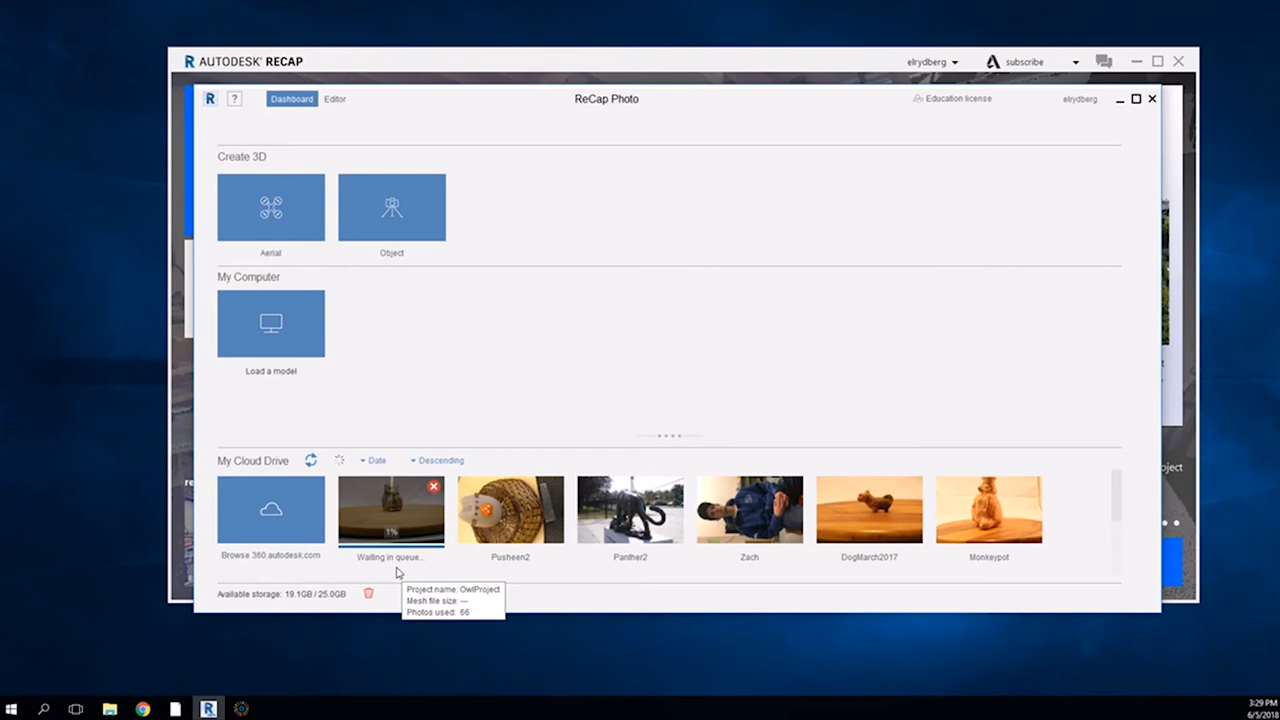 AUTODESK® RECAP
elrydberg
subscribe
R
?
Dashboard
Editor
ReCap Photo
Education license
elrydberg
Create 3D
Aerial
Object
My Computer
Load a model
My Cloud Drive
Date
Descending
1%
Browse 360.autodesk.com
Waiting in queue...
Pusheen2
Panther2
Zach
DogMarch2017
Monkeypot
Available storage: 19.1GB / 25.0GB
Project name: OwlProject
Mesh file size: ---
Photos used: 66
re
oject
3:29 PM
6/5/2018